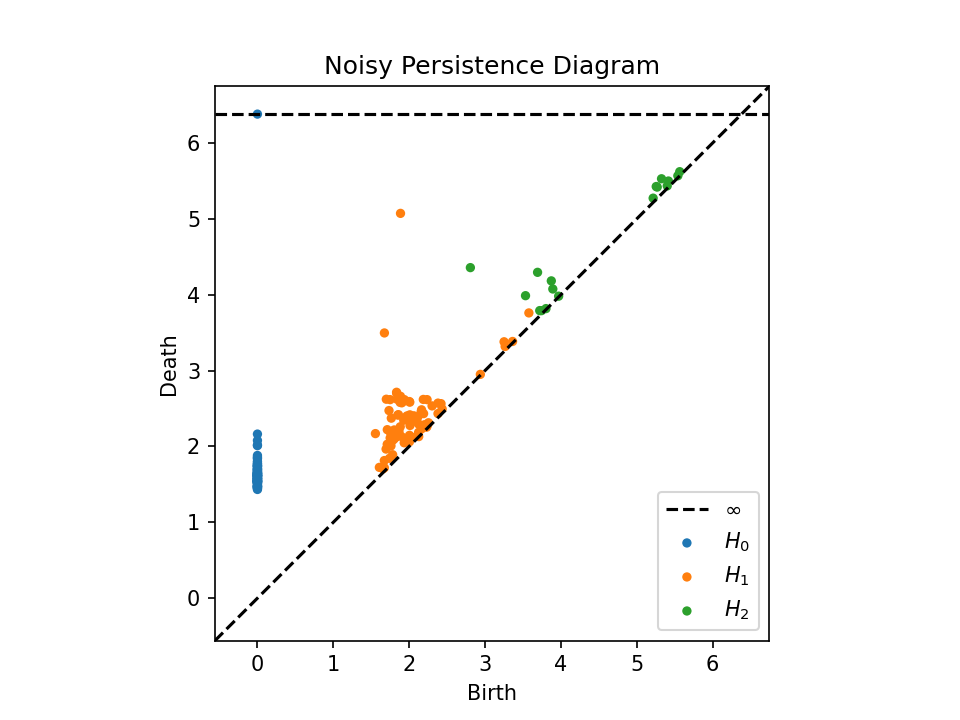 Noisy Persistence Diagram
Death
6
5
4
3
2
1
0
0 1 2 3 4 5 6
Birth
∞
H₀
H₁
H₂